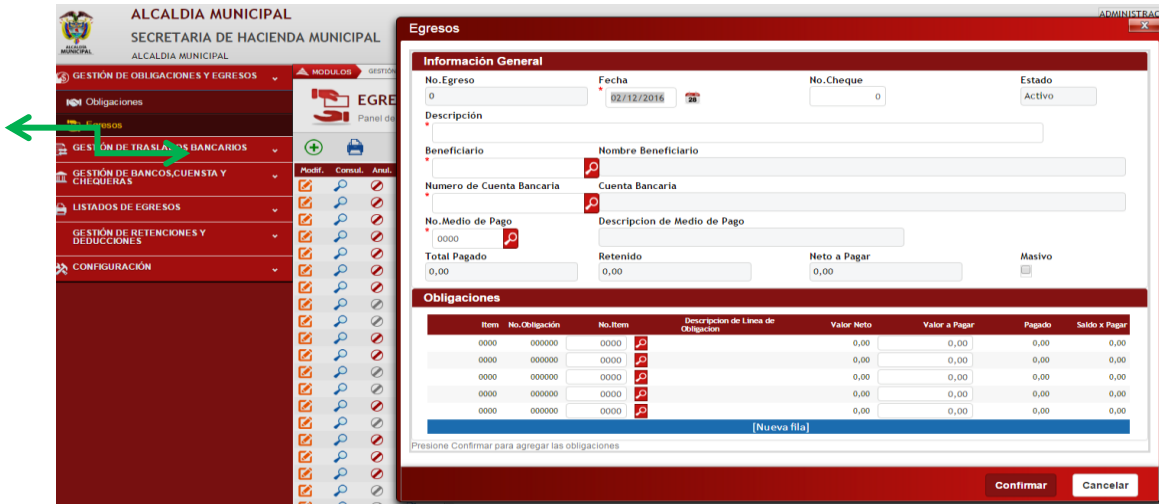 ALCALDIA MUNICIPAL
SECRETARIA DE HACIENDA MUNICIPAL
ALCALDIA MUNICIPAL
ALCALDIA
MUNICIPAL
ADMINISTRAC
GESTIÓN DE OBLIGACIONES Y EGRESOS
Obligaciones
Egresos
GESTIÓN DE TRASLADOS BANCARIOS
GESTIÓN DE BANCOS,CUENSTA Y
CHEQUERAS
LISTADOS DE EGRESOS
GESTIÓN DE RETENCIONES Y
DEDUCCIONES
CONFIGURACIÓN
MODULOS GESTIÓN
EGRE
Panel de
Modif. Consul. Anul.
Egresos
X
Información General
No.Egreso Fecha No.Cheque Estado
0 * 02/12/2016 28 0 Activo
Descripción
*
Beneficiario Nombre Beneficiario
*
Numero de Cuenta Bancaria Cuenta Bancaria
*
No.Medio de Pago Descripcion de Medio de Pago
* 0000
Total Pagado Retenido Neto a Pagar Masivo
0,00 0,00 0,00
Obligaciones
Item No.Obligación No.Item Descripcion de Linea de Obligacion Valor Neto Valor a Pagar Pagado Saldo x Pagar
0000 000000 0000 0,00 0,00 0,00 0,00
0000 000000 0000 0,00 0,00 0,00 0,00
0000 000000 0000 0,00 0,00 0,00 0,00
0000 000000 0000 0,00 0,00 0,00 0,00
0000 000000 0000 0,00 0,00 0,00 0,00
[Nueva fila]
Presione Confirmar para agregar las obligaciones
Confirmar Cancelar